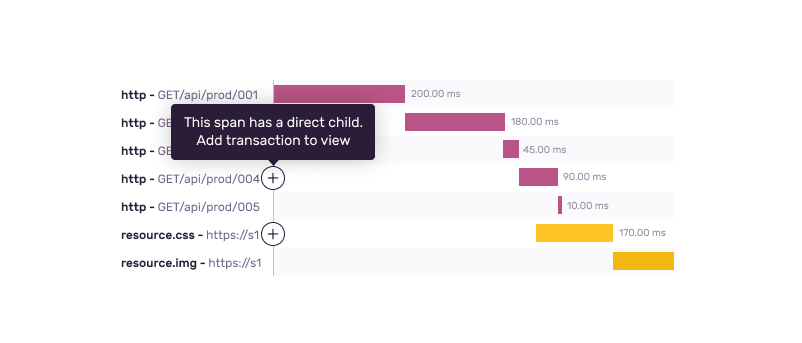 http - GET/api/prod/001
200.00 ms
http - GE
180.00 ms
This span has a direct child.
Add transaction to view
http - GE
45.00 ms
http - GET/api/prod/004
90.00 ms
http - GET/api/prod/005
10.00 ms
resource.css - https://s1
170.00 ms
resource.img - https://s1